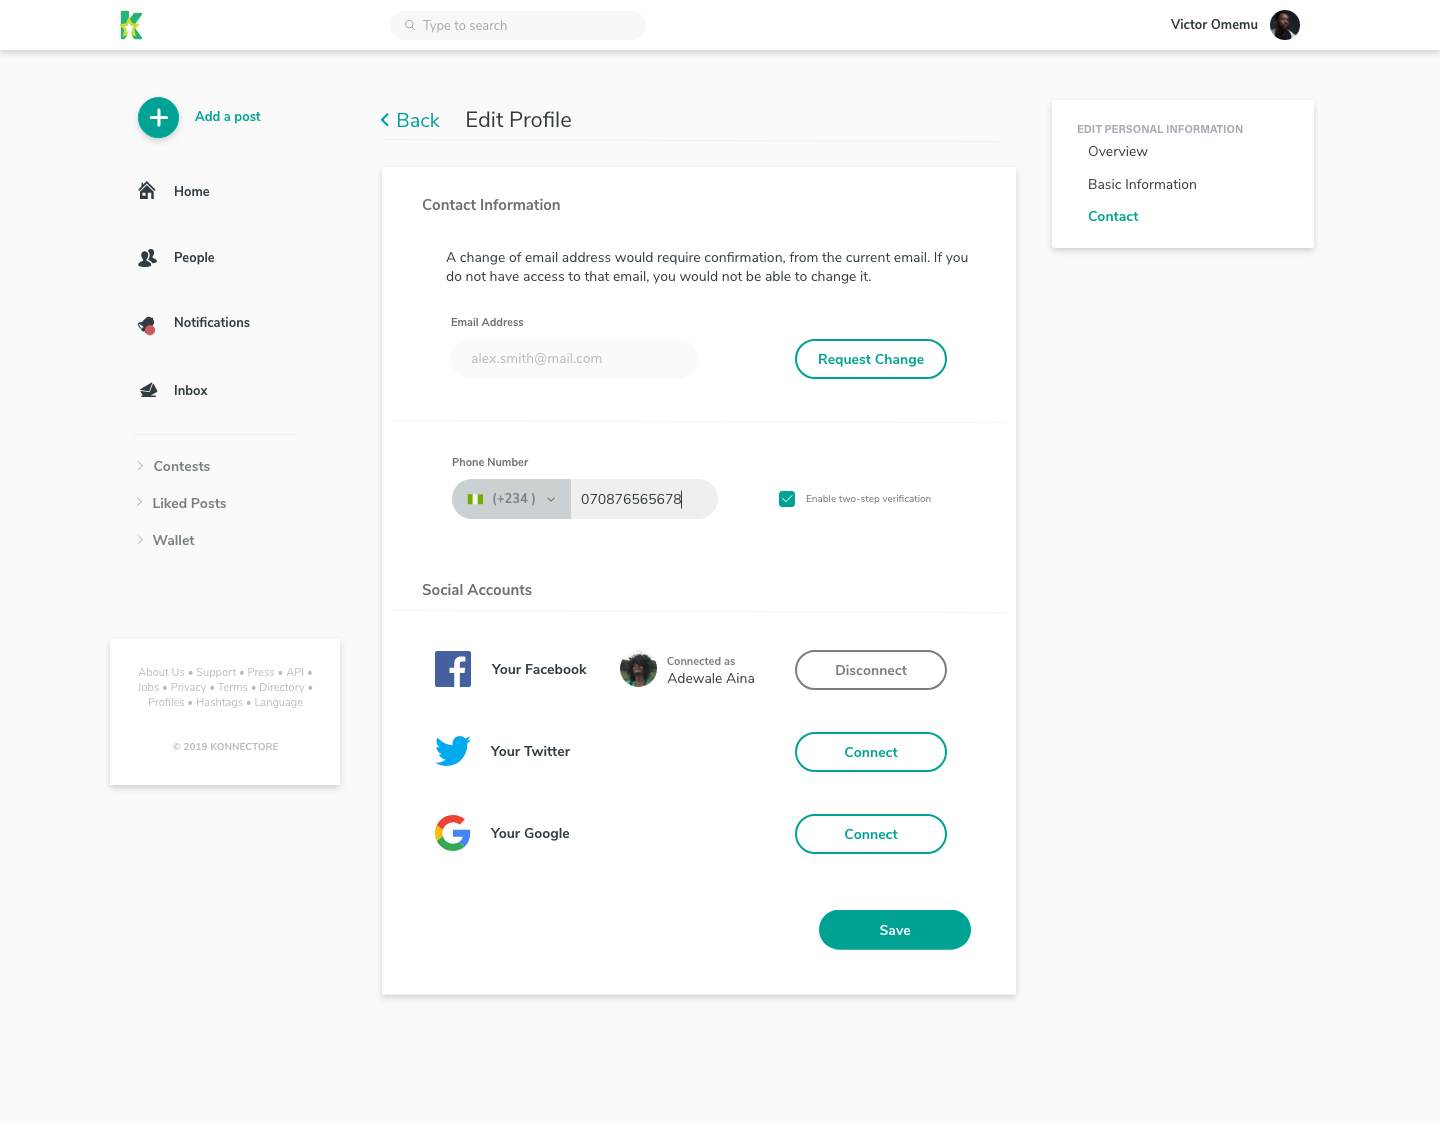 Type to search
Victor Omemu
Add a post
Home
People
Notifications
Inbox
Contests
Liked Posts
Wallet
About Us • Support • Press • API •
Jobs • Privacy • Terms • Directory •
Profiles • Hashtags • Language
© 2019 KONNECTORE
Back
Edit Profile
Contact Information
A change of email address would require confirmation, from the current email. If you
do not have access to that email, you would not be able to change it.
Email Address
alex.smith@mail.com
Request Change
Phone Number
(+234 )
070876565678
Enable two-step verification
Social Accounts
Your Facebook
Connected as
Adewale Aina
Disconnect
Your Twitter
Connect
Your Google
Connect
Save
EDIT PERSONAL INFORMATION
Overview
Basic Information
Contact